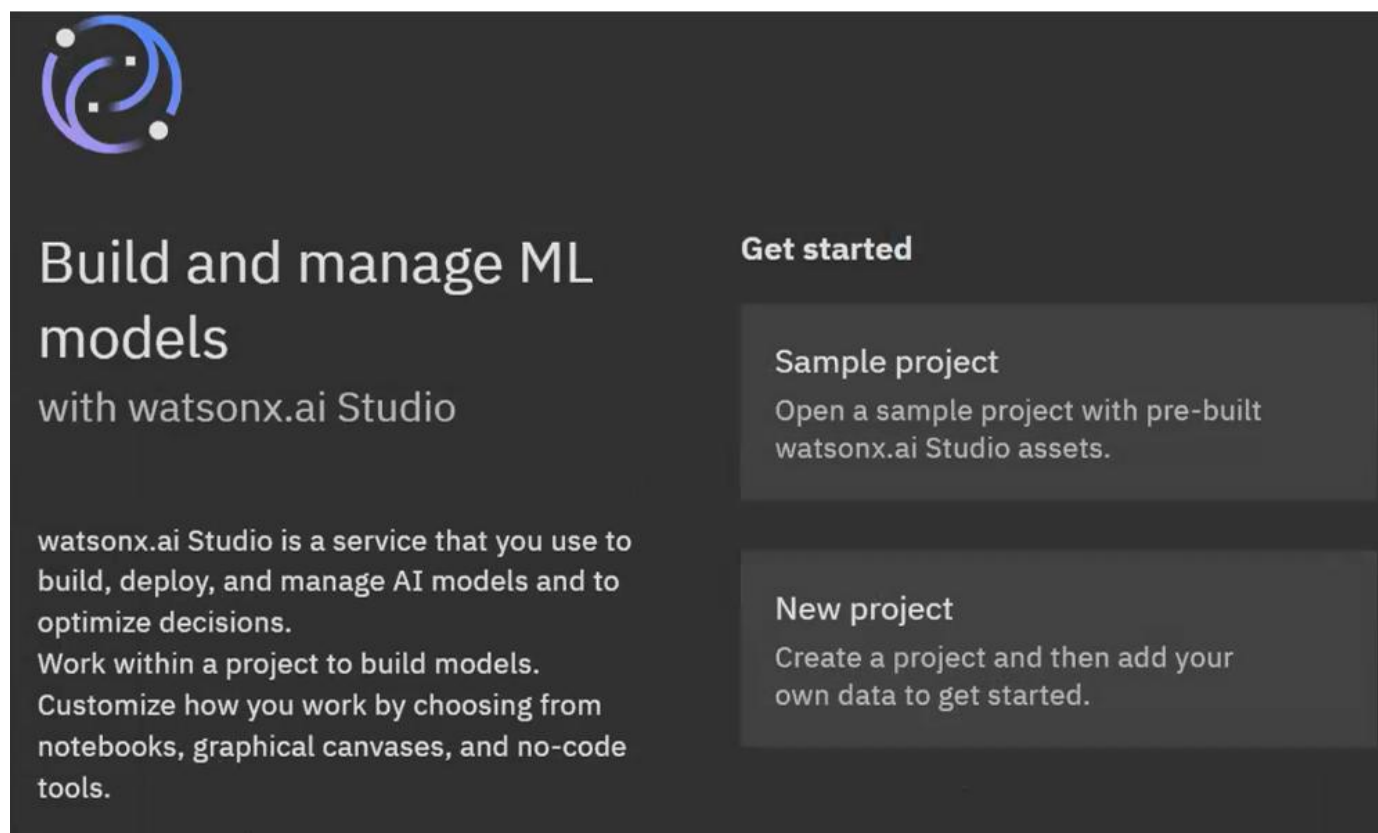 Build and manage ML
models
with watsonx.ai Studio
watsonx.ai Studio is a service that you use to
build, deploy, and manage AI models and to
optimize decisions.
Work within a project to build models.
Customize how you work by choosing from
notebooks, graphical canvases, and no-code
tools.
Get started
Sample project
Open a sample project with pre-built
watsonx.ai Studio assets.
New project
Create a project and then add your
own data to get started.